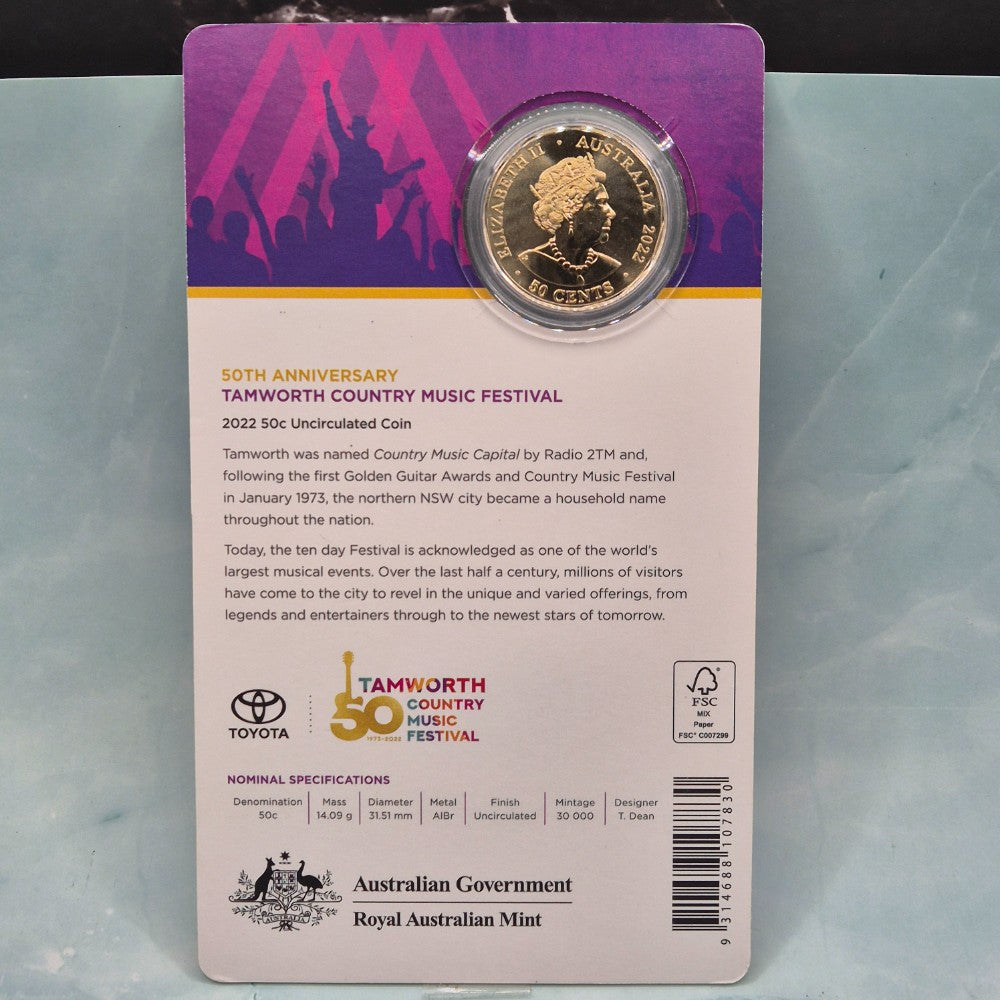 ELIZABETH II • AUSTRALIA 2022
• 50 CENTS •
50TH ANNIVERSARY
TAMWORTH COUNTRY MUSIC FESTIVAL
2022 50c Uncirculated Coin
Tamworth was named Country Music Capital by Radio 2TM and,
following the first Golden Guitar Awards and Country Music Festival
in January 1973, the northern NSW city became a household name
throughout the nation.
Today, the ten day Festival is acknowledged as one of the world's
largest musical events. Over the last half a century, millions of visitors
have come to the city to revel in the unique and varied offerings, from
legends and entertainers through to the newest stars of tomorrow.
TOYOTA
50
1973-2022
TAMWORTH
COUNTRY
MUSIC
FESTIVAL
FSC
MIX
Paper
FSC® C007299
NOMINAL SPECIFICATIONS
Denomination Mass Diameter Metal Finish Mintage Designer
50c 14.09 g 31.51 mm AlBr Uncirculated 30 000 T. Dean
AUSTRALIA
Australian Government
Royal Australian Mint
9 314688 107830